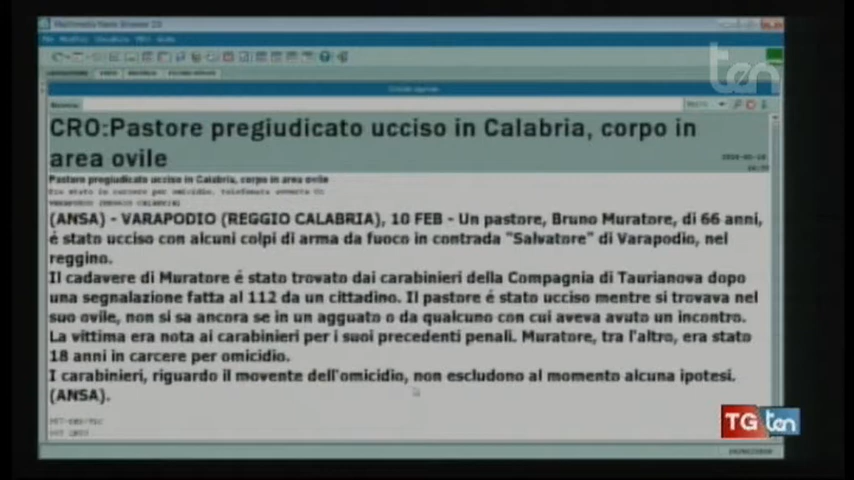 ten
CRO:Pastore pregiudicato ucciso in Calabria, corpo in
area ovile
Pastore pregiudicato ucciso in Calabria, corpo in area ovile
(ANSA) - VARAPODIO (REGGIO CALABRIA), 10 FEB - Un pastore, Bruno Muratore, di 66 anni,
é stato ucciso con alcuni colpi di arma da fuoco in contrada "Salvatore" di Varapodio, nel
reggino.
Il cadavere di Muratore é stato trovato dai carabinieri della Compagnia di Taurianova dopo
una segnalazione fatta al 112 da un cittadino. Il pastore é stato ucciso mentre si trovava nel
suo ovile, non si sa ancora se in un agguato o da qualcuno con cui aveva avuto un incontro.
La vittima era nota ai carabinieri per i suoi precedenti penali. Muratore, tra l'altro, era stato
18 anni in carcere per omicidio.
I carabinieri, riguardo il movente dell'omicidio, non escludono al momento alcuna ipotesi.
(ANSA).
TG ten